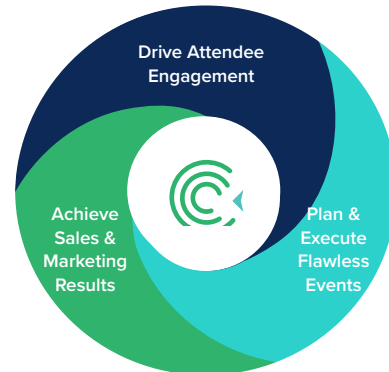 Drive Attendee
Engagement
Achieve
Sales &
Marketing
Results
Plan &
Execute
Flawless
Events